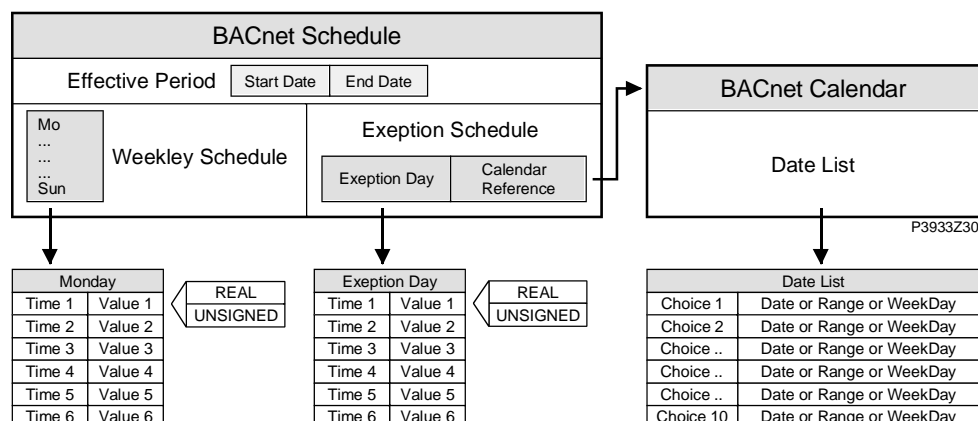 BACnet Schedule
Effective Period Start Date End Date
Mo
...
...
...
Sun
Weekley Schedule
Exeption Schedule
Exeption Day
Calendar
Reference
BACnet Calendar
Date List
P3933Z30
Monday
Time 1 Value 1
Time 2 Value 2
Time 3 Value 3
Time 4 Value 4
Time 5 Value 5
Time 6 Value 6
REAL
UNSIGNED
Exeption Day
Time 1 Value 1
Time 2 Value 2
Time 3 Value 3
Time 4 Value 4
Time 5 Value 5
Time 6 Value 6
REAL
UNSIGNED
Date List
Choice 1 Date or Range or WeekDay
Choice 2 Date or Range or WeekDay
Choice .. Date or Range or WeekDay
Choice .. Date or Range or WeekDay
Choice .. Date or Range or WeekDay
Choice 10 Date or Range or WeekDay